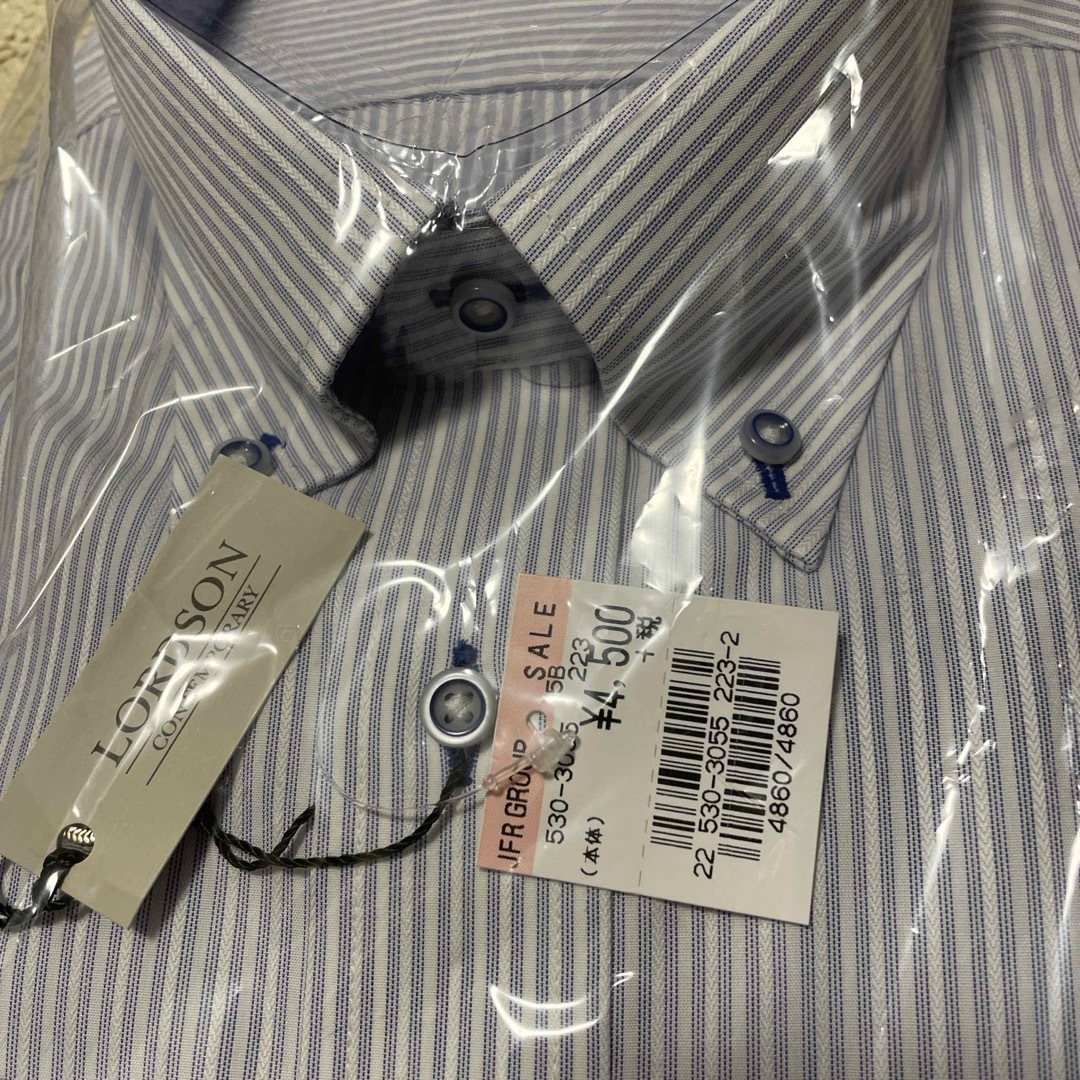 LORDSON
CONTEMPORARY
JFR GROUP SALE
530-3055 5B
223
¥4,500
(本体) +税
22 530-3055 223-2
4860/4860